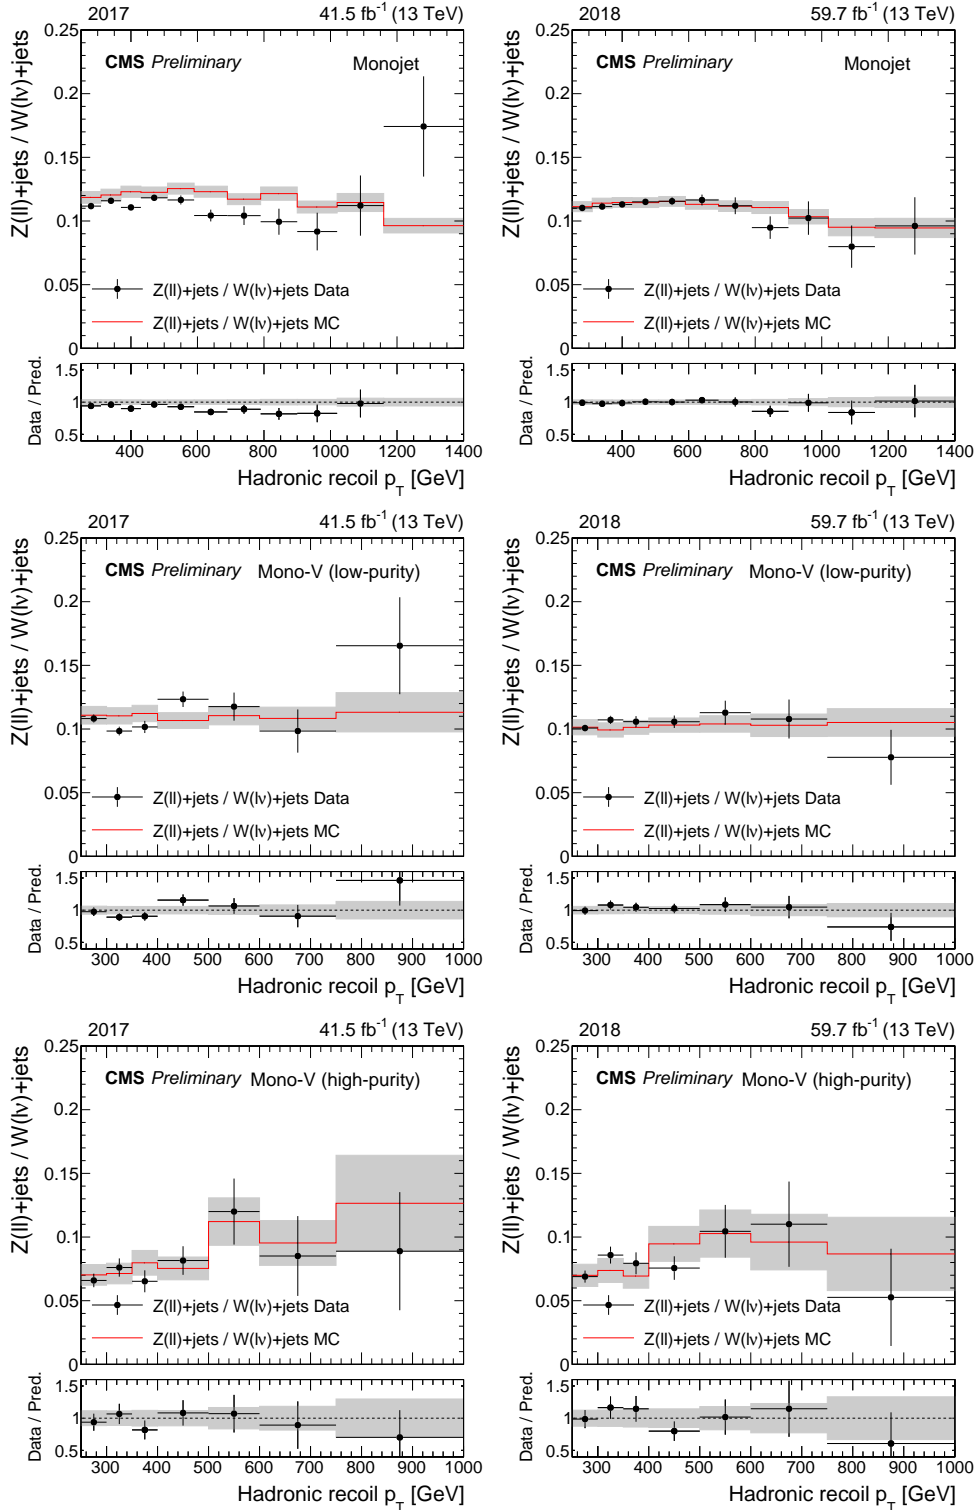 2017 41.5 fb⁻¹ (13 TeV)
Z(ll)+jets / W(lν)+jets
0.25
0.2
0.15
0.1
0.05
0
CMS Preliminary Monojet
Z(ll)+jets / W(lν)+jets Data
Z(ll)+jets / W(lν)+jets MC
Data / Pred.
1.5
1
0.5
400 600 800 1000 1200 1400
Hadronic recoil p_T [GeV]
2018 59.7 fb⁻¹ (13 TeV)
Z(ll)+jets / W(lν)+jets
0.25
0.2
0.15
0.1
0.05
0
CMS Preliminary Monojet
Z(ll)+jets / W(lν)+jets Data
Z(ll)+jets / W(lν)+jets MC
Data / Pred.
1.5
1
0.5
400 600 800 1000 1200 1400
Hadronic recoil p_T [GeV]
2017 41.5 fb⁻¹ (13 TeV)
Z(ll)+jets / W(lν)+jets
0.25
0.2
0.15
0.1
0.05
0
CMS Preliminary Mono-V (low-purity)
Z(ll)+jets / W(lν)+jets Data
Z(ll)+jets / W(lν)+jets MC
Data / Pred.
1.5
1
0.5
300 400 500 600 700 800 900 1000
Hadronic recoil p_T [GeV]
2018 59.7 fb⁻¹ (13 TeV)
Z(ll)+jets / W(lν)+jets
0.25
0.2
0.15
0.1
0.05
0
CMS Preliminary Mono-V (low-purity)
Z(ll)+jets / W(lν)+jets Data
Z(ll)+jets / W(lν)+jets MC
Data / Pred.
1.5
1
0.5
300 400 500 600 700 800 900 1000
Hadronic recoil p_T [GeV]
2017 41.5 fb⁻¹ (13 TeV)
Z(ll)+jets / W(lν)+jets
0.25
0.2
0.15
0.1
0.05
0
CMS Preliminary Mono-V (high-purity)
Z(ll)+jets / W(lν)+jets Data
Z(ll)+jets / W(lν)+jets MC
Data / Pred.
1.5
1
0.5
300 400 500 600 700 800 900 1000
Hadronic recoil p_T [GeV]
2018 59.7 fb⁻¹ (13 TeV)
Z(ll)+jets / W(lν)+jets
0.25
0.2
0.15
0.1
0.05
0
CMS Preliminary Mono-V (high-purity)
Z(ll)+jets / W(lν)+jets Data
Z(ll)+jets / W(lν)+jets MC
Data / Pred.
1.5
1
0.5
300 400 500 600 700 800 900 1000
Hadronic recoil p_T [GeV]